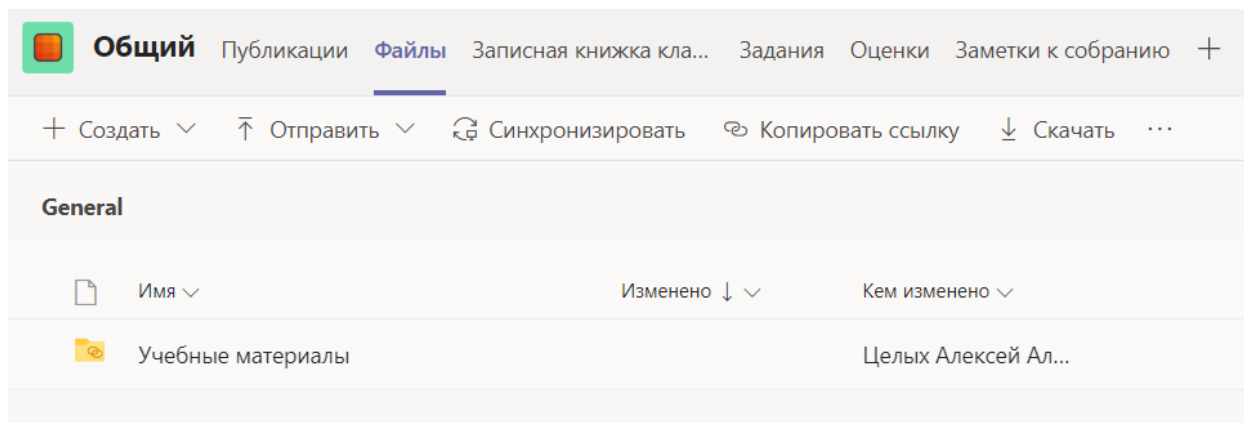 Общий Публикации Файлы Записная книжка кла... Задания Оценки Заметки к собранию
Создать Отправить Синхронизировать Копировать ссылку Скачать ...
General
Имя Изменено Кем изменено
Учебные материалы Целых Алексей Ал...